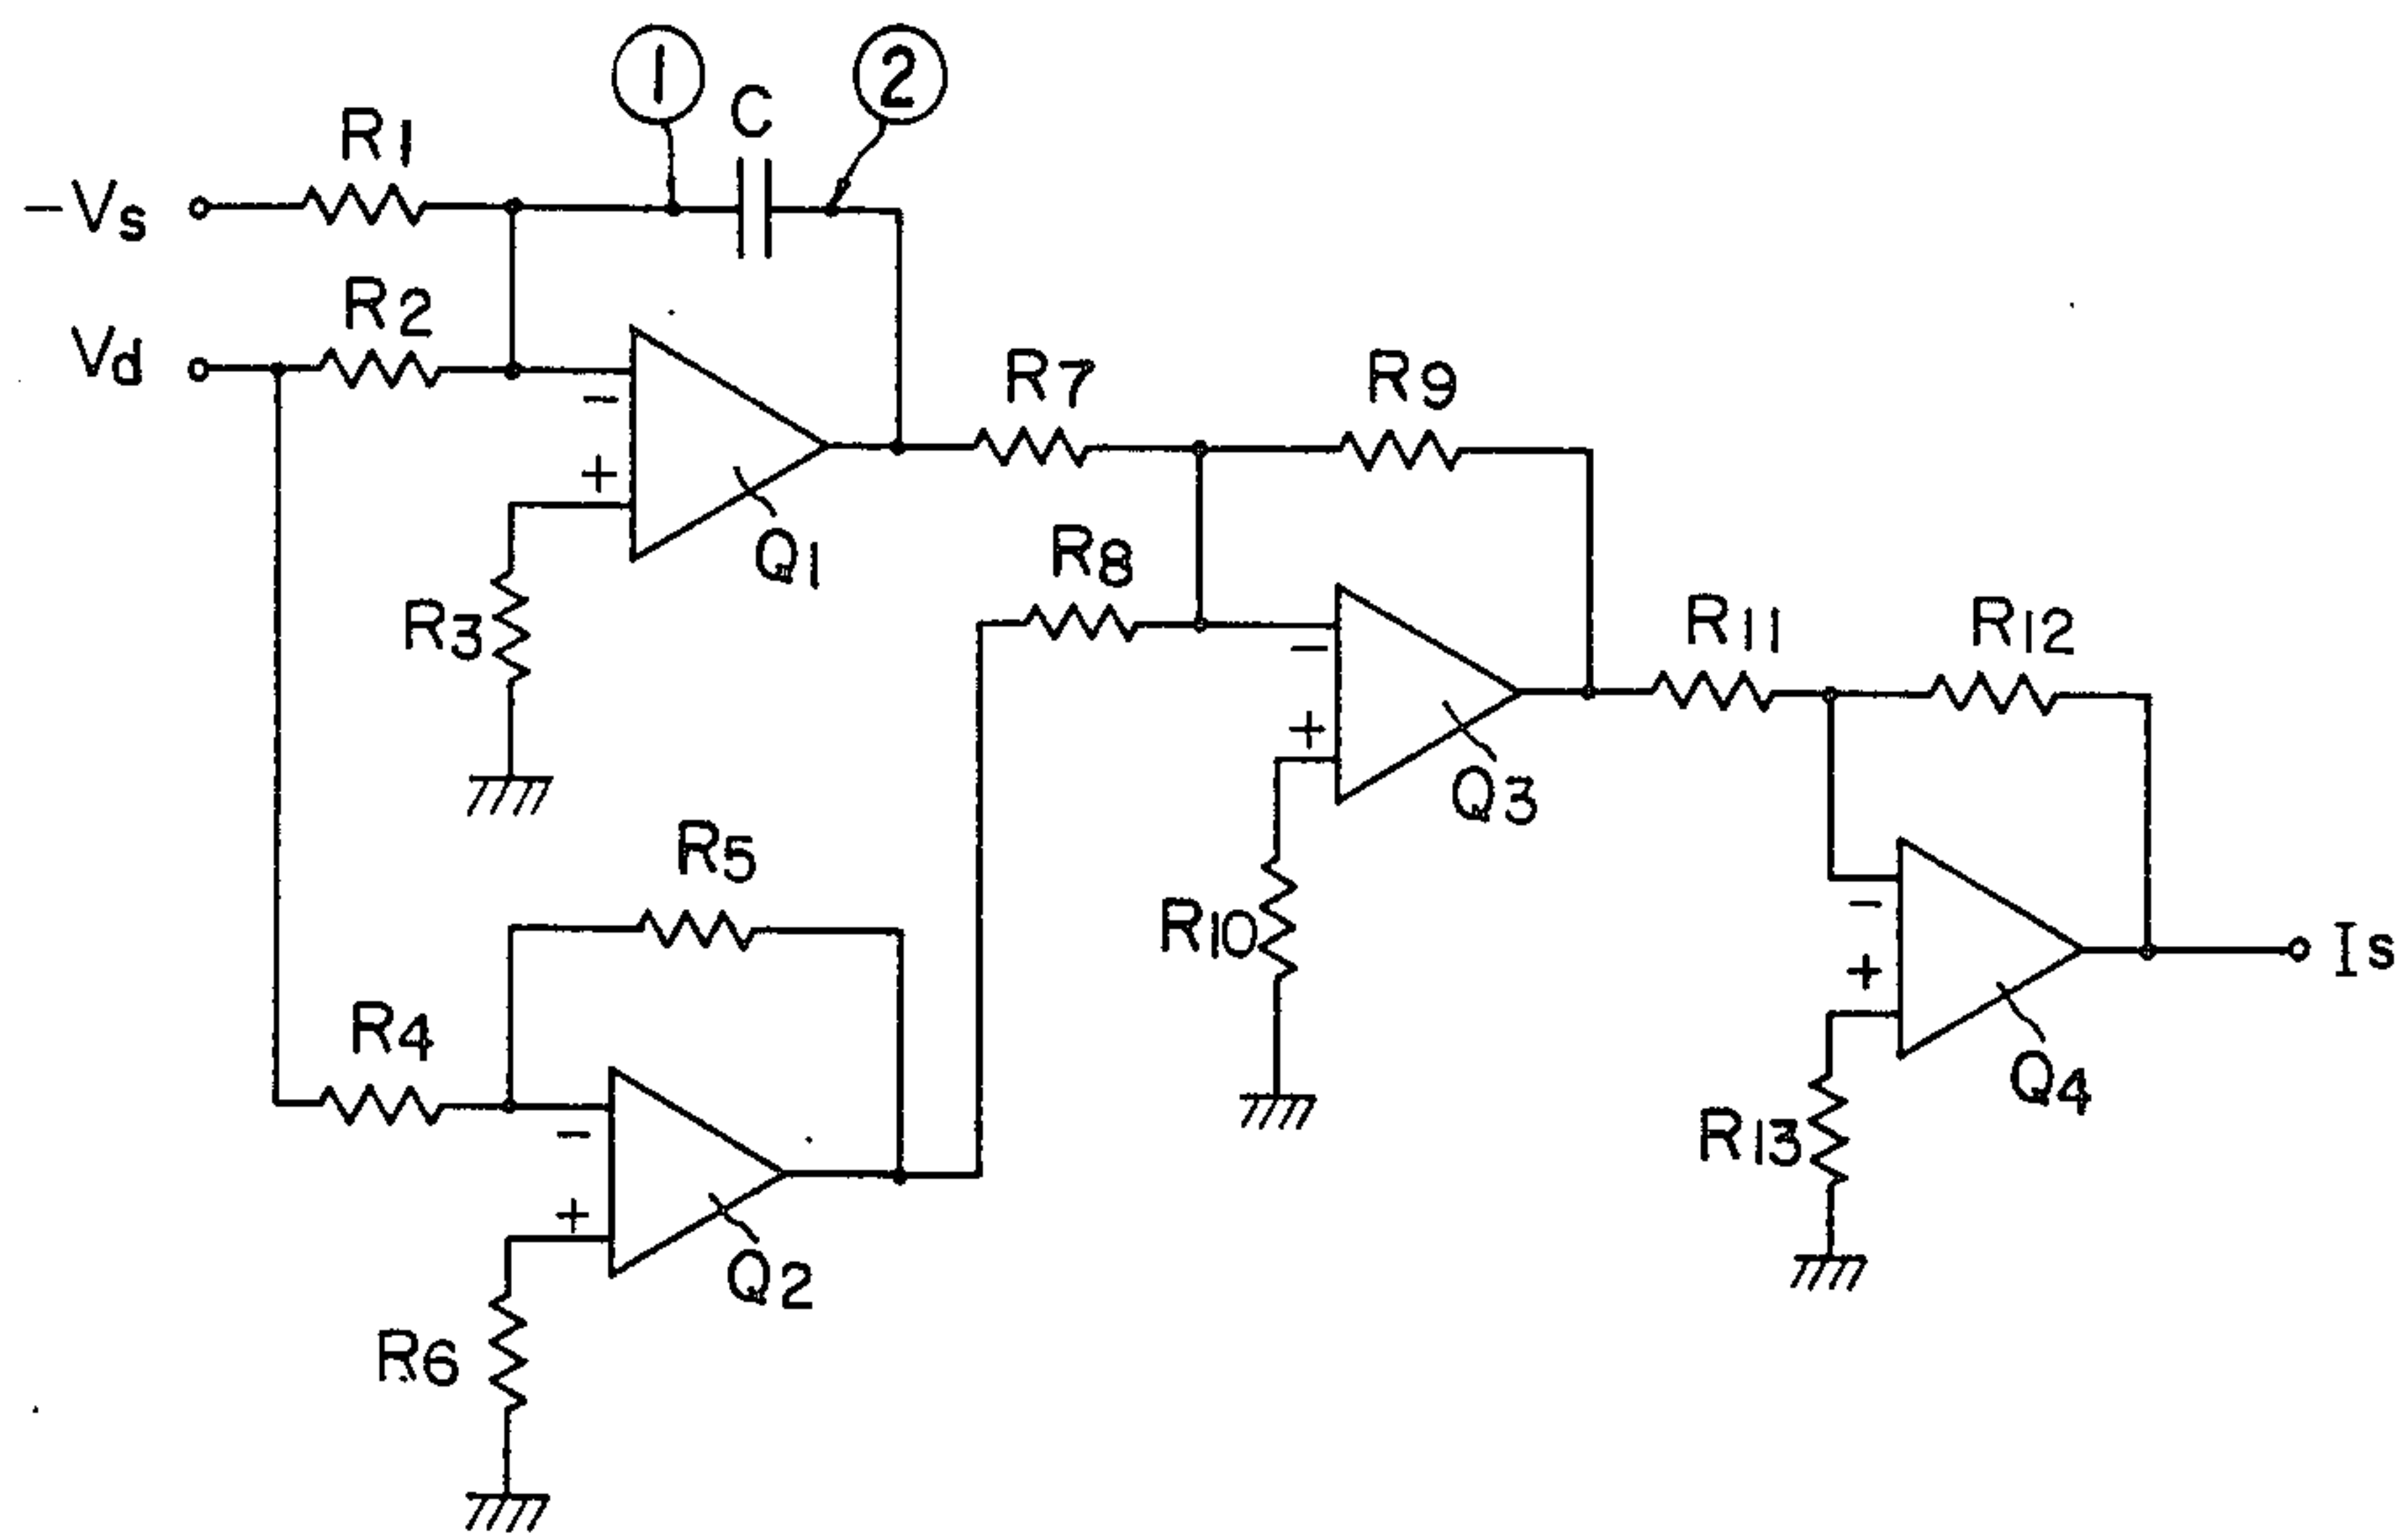 1
2
C
R1
-Vs
R2
Vd
-
+
Q1
R3
R7
R9
R8
-
+
Q3
R10
R11
R12
-
+
Q4
R13
Is
R5
R4
-
+
Q2
R6